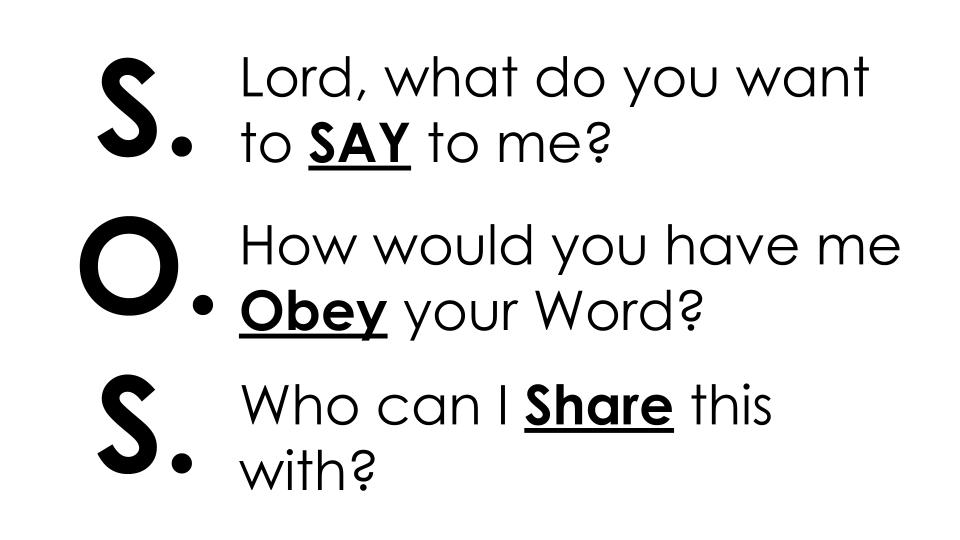 S. Lord, what do you want
to SAY to me?
O. How would you have me
Obey your Word?
S. Who can I Share this
with?